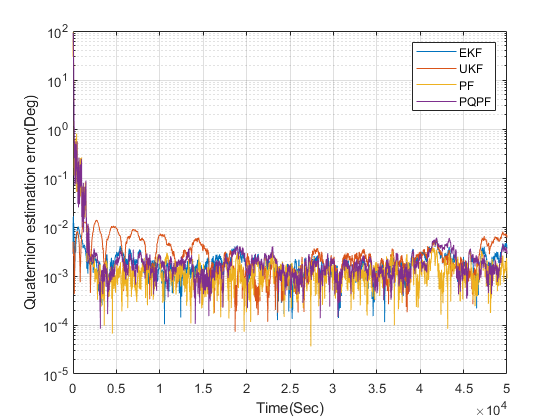 Quaternion estimation error(Deg)
10^2
10^1
10^0
10^-1
10^-2
10^-3
10^-4
10^-5
EKF
UKF
PF
PQPF
0 0.5 1 1.5 2 2.5 3 3.5 4 4.5 5
Time(Sec)
×10^4